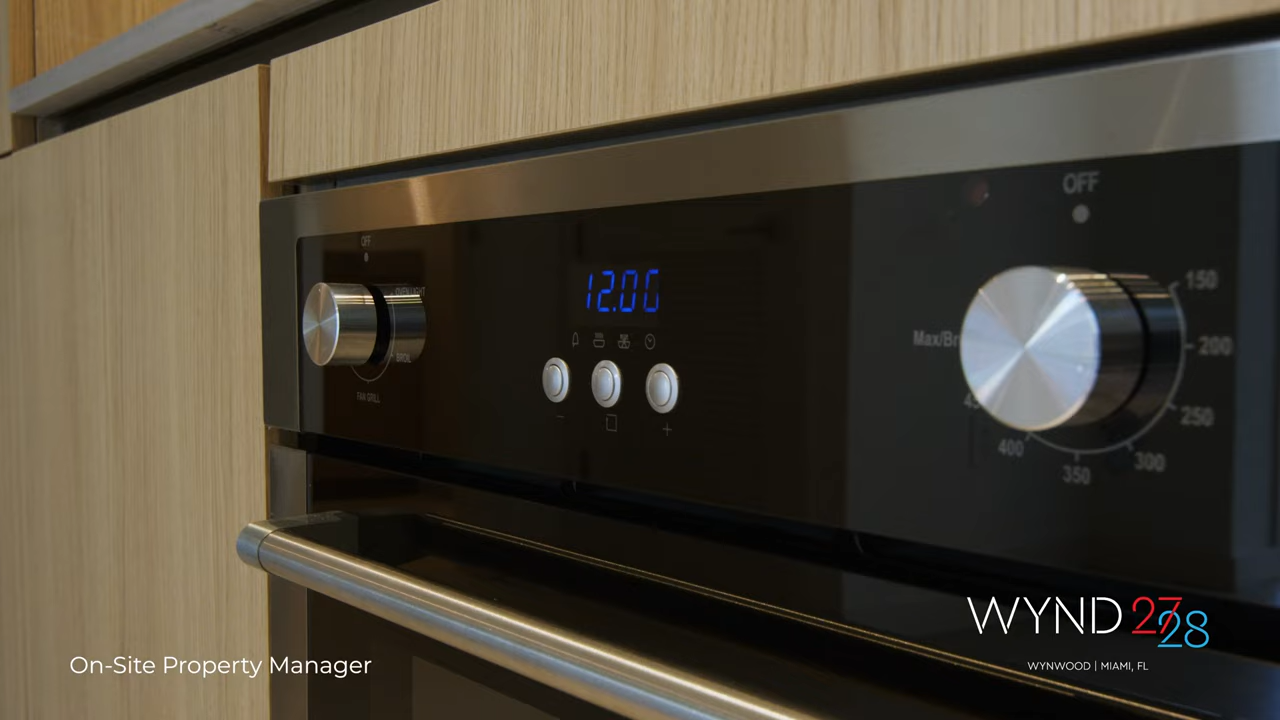 OFF
OVEN LIGHT
BROIL
FAN GRILL
12.00
OFF
150
200
250
300
350
400
Max/Br
On-Site Property Manager
WYND 27 28
WYNWOOD | MIAMI, FL